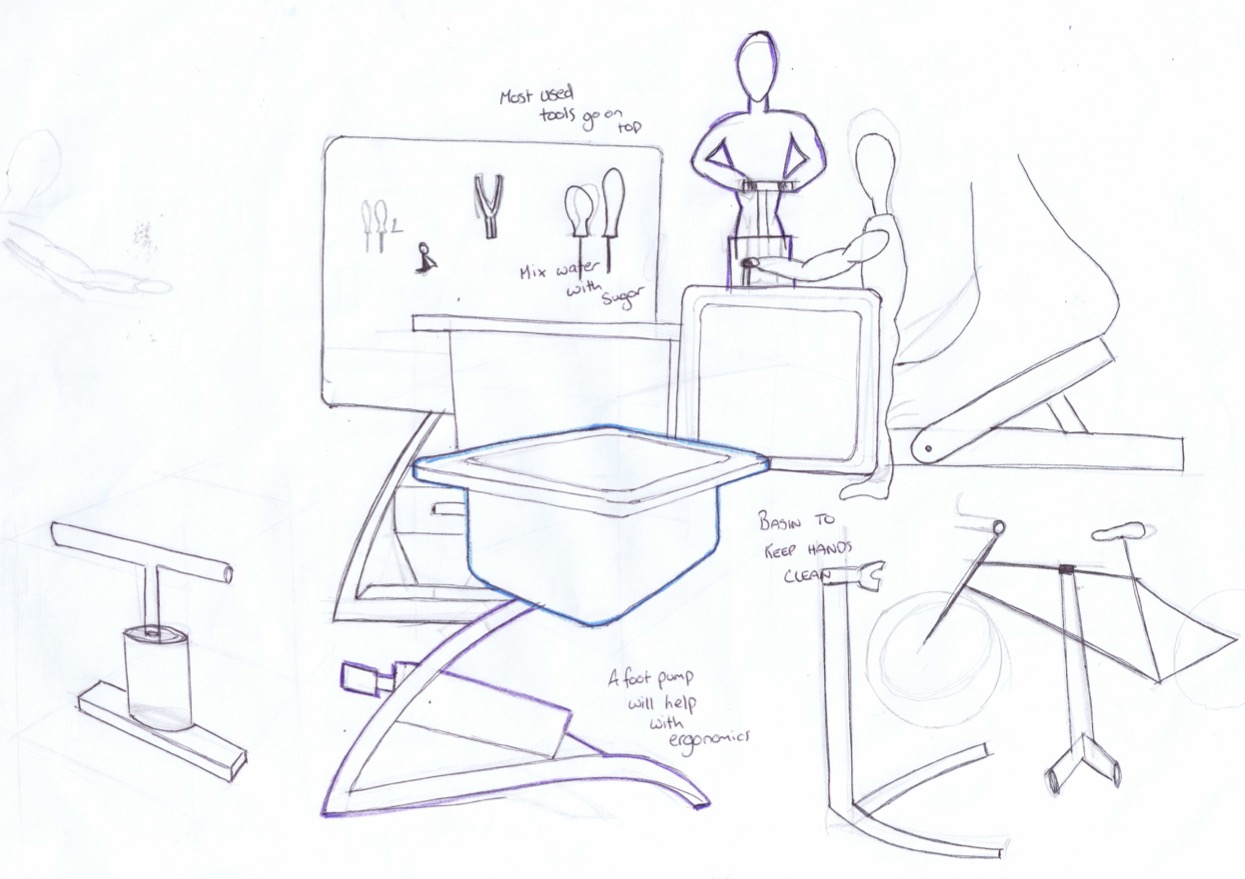 Most used
tools go on
top
Mix water
with
Sugar
BASIN TO
KEEP HANDS
CLEAN
A foot pump
will help
with
ergonomics